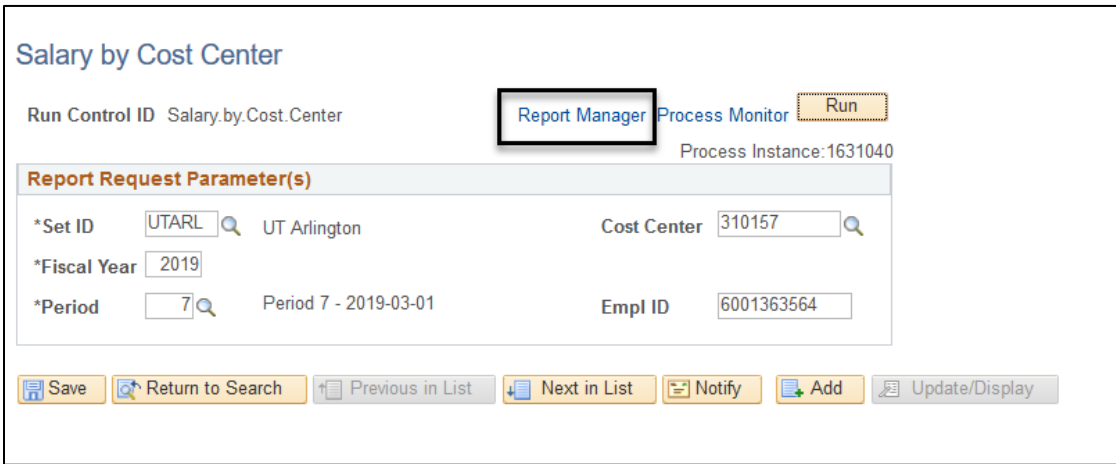 Salary by Cost Center
Run Control ID Salary.by.Cost.Center Report Manager Process Monitor Run
Process Instance:1631040
Report Request Parameter(s)
*Set ID UTARL UT Arlington Cost Center 310157
*Fiscal Year 2019
*Period 7 Period 7 - 2019-03-01 Empl ID 6001363564
Save Return to Search Previous in List Next in List Notify Add Update/Display